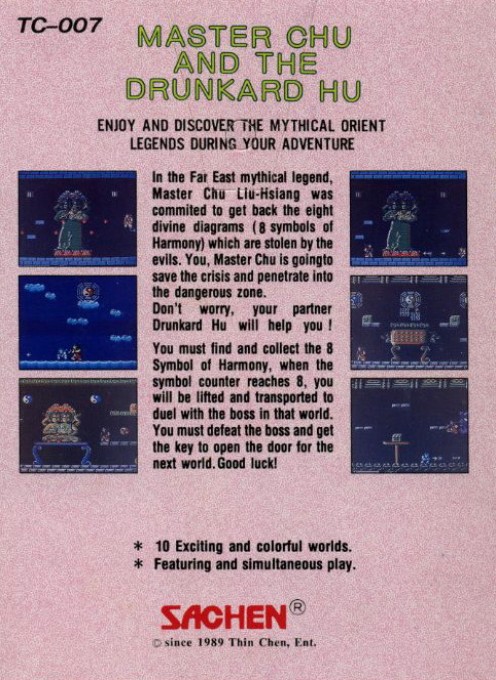 TC-007
MASTER CHU
AND THE
DRUNKARD HU
ENJOY AND DISCOVER THE MYTHICAL ORIENT
LEGENDS DURING YOUR ADVENTURE
In the Far East mythical legend,
Master Chu Liu-Hsiang was
commited to get back the eight
divine diagrams (8 symbols of
Harmony) which are stolen by the
evils. You, Master Chu is goingto
save the crisis and penetrate into
the dangerous zone.
Don't worry, your partner
Drunkard Hu will help you !
You must find and collect the 8
Symbol of Harmony, when the
symbol counter reaches 8, you
will be lifted and transported to
duel with the boss in that world.
You must defeat the boss and get
the key to open the door for the
next world. Good luck!
* 10 Exciting and colorful worlds.
* Featuring and simultaneous play.
SACHEN®
© since 1989 Thin Chen, Ent.